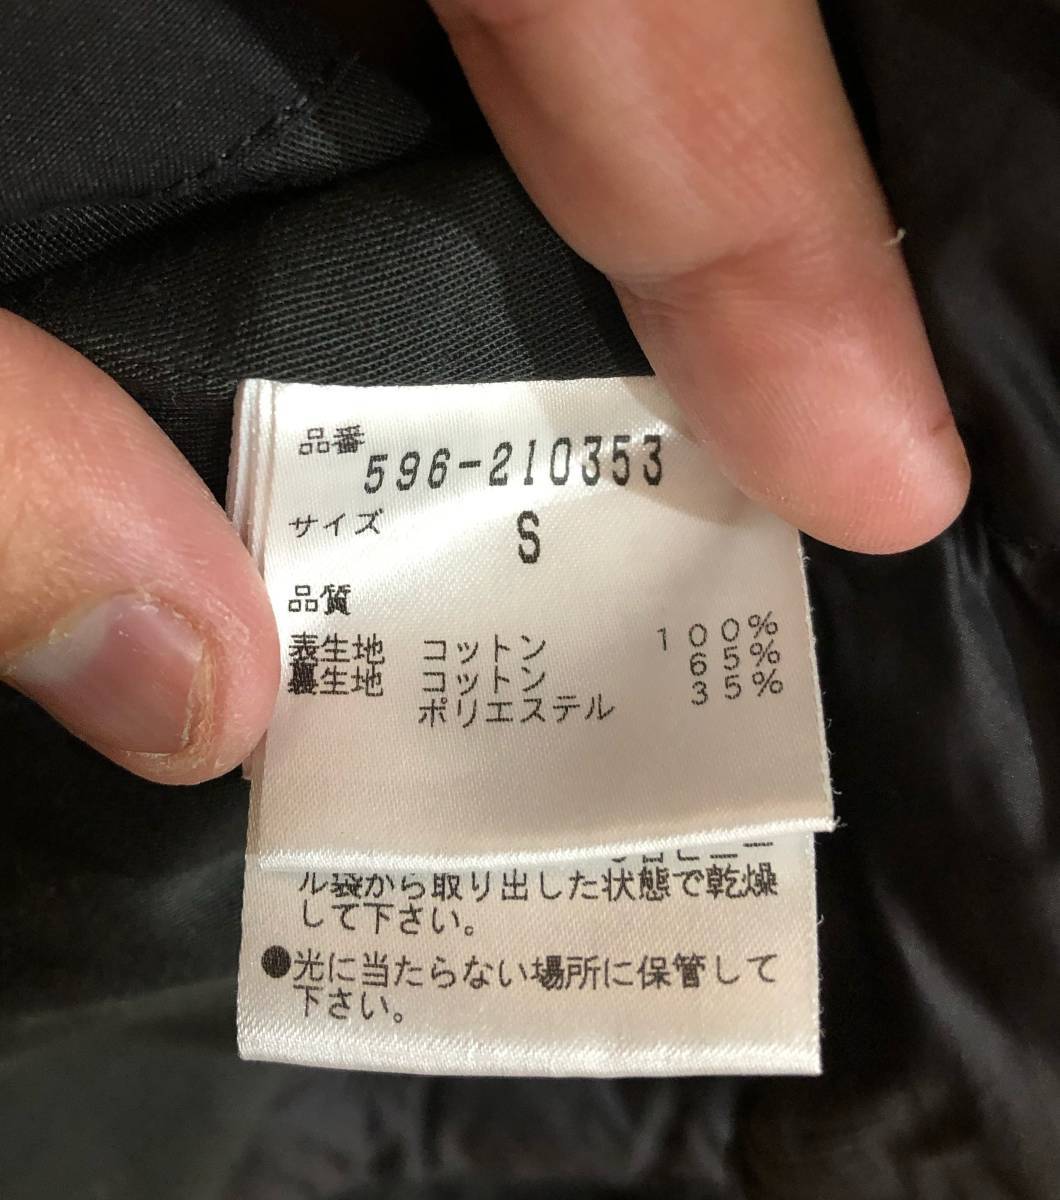 品番
596-210353
サイズ S
品質
表生地 コットン 100%
裏生地 コットン 65%
ポリエステル 35%
ル袋から取り出した状態で乾燥
して下さい。
●光に当たらない場所に保管して
下さい。